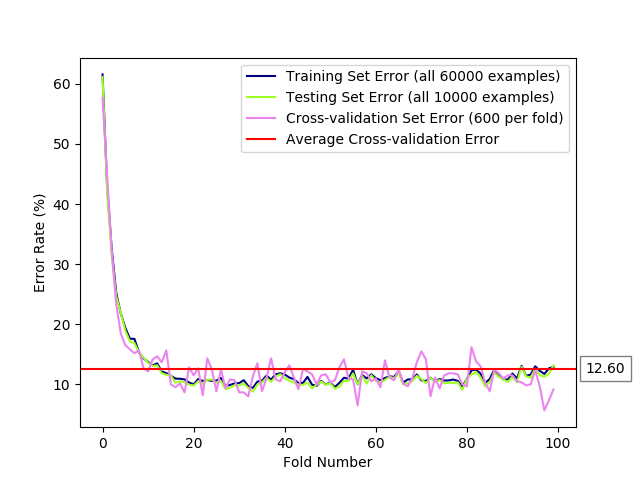 Training Set Error (all 60000 examples)
Testing Set Error (all 10000 examples)
Cross-validation Set Error (600 per fold)
Average Cross-validation Error
Error Rate (%)
60
50
40
30
20
10
12.60
0 20 40 60 80 100
Fold Number